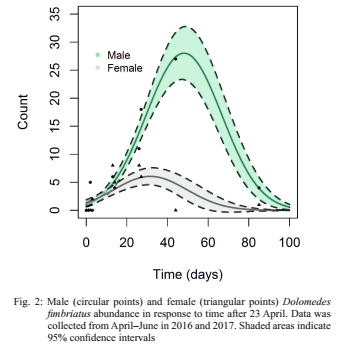 35
30
25
20
15
10
5
0
Count
Male
Female
0 20 40 60 80 100
Time (days)
Fig. 2: Male (circular points) and female (triangular points) Dolomedes
fimbriatus abundance in response to time after 23 April. Data was
collected from April–June in 2016 and 2017. Shaded areas indicate
95% confidence intervals